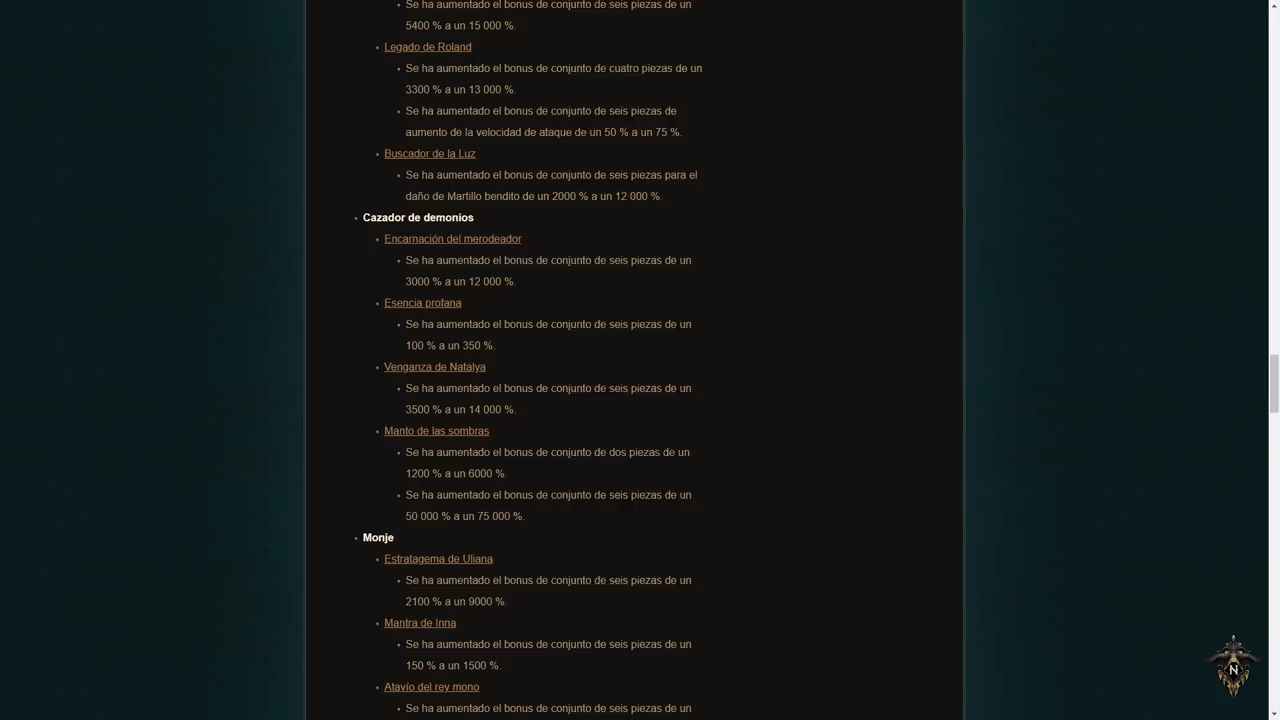 Se ha aumentado el bonus de conjunto de seis piezas de un
5400 % a un 15 000 %.
Legado de Roland
Se ha aumentado el bonus de conjunto de cuatro piezas de un
3300 % a un 13 000 %.
Se ha aumentado el bonus de conjunto de seis piezas de
aumento de la velocidad de ataque de un 50 % a un 75 %.
Buscador de la Luz
Se ha aumentado el bonus de conjunto de seis piezas para el
daño de Martillo bendito de un 2000 % a un 12 000 %.
Cazador de demonios
Encarnación del merodeador
Se ha aumentado el bonus de conjunto de seis piezas de un
3000 % a un 12 000 %.
Esencia profana
Se ha aumentado el bonus de conjunto de seis piezas de un
100 % a un 350 %.
Venganza de Natalya
Se ha aumentado el bonus de conjunto de seis piezas de un
3500 % a un 14 000 %.
Manto de las sombras
Se ha aumentado el bonus de conjunto de dos piezas de un
1200 % a un 6000 %.
Se ha aumentado el bonus de conjunto de seis piezas de un
50 000 % a un 75 000 %.
Monje
Estratagema de Uliana
Se ha aumentado el bonus de conjunto de seis piezas de un
2100 % a un 9000 %.
Mantra de Inna
Se ha aumentado el bonus de conjunto de seis piezas de un
150 % a un 1500 %.
Atavío del rey mono
Se ha aumentado el bonus de conjunto de seis piezas de un
N